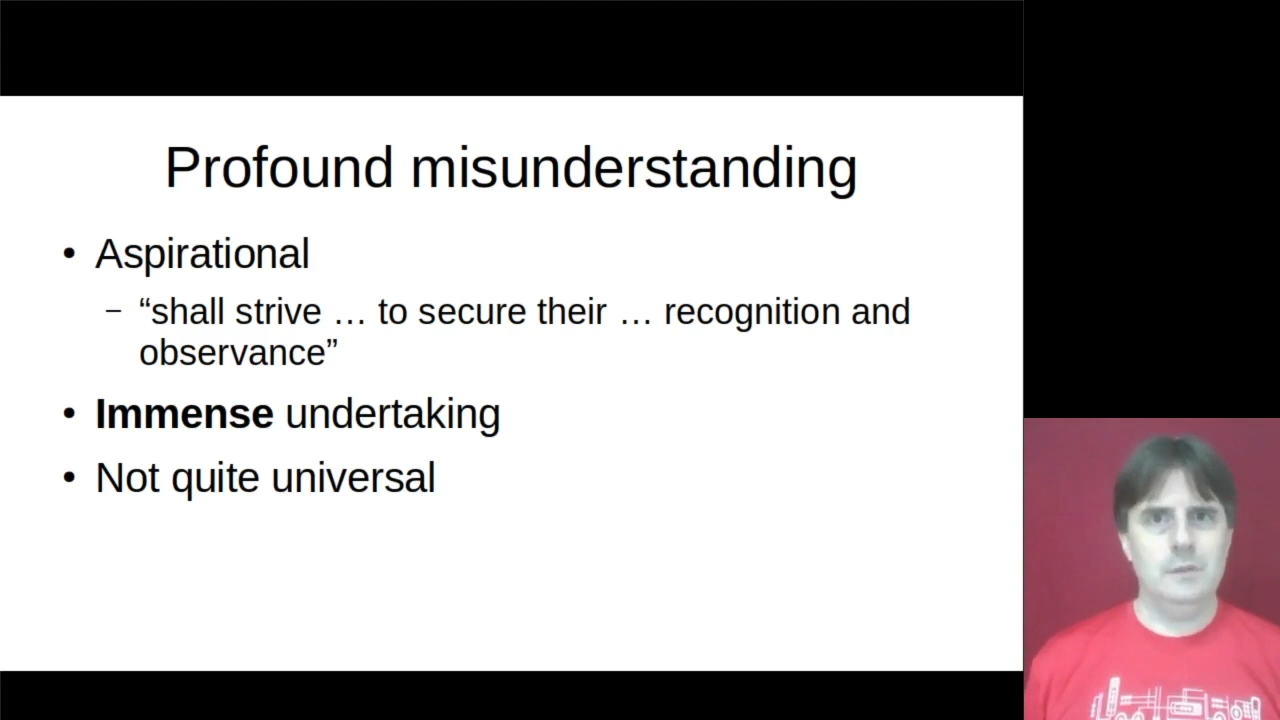 Profound misunderstanding
• Aspirational
– “shall strive … to secure their … recognition and
observance”
• Immense undertaking
• Not quite universal